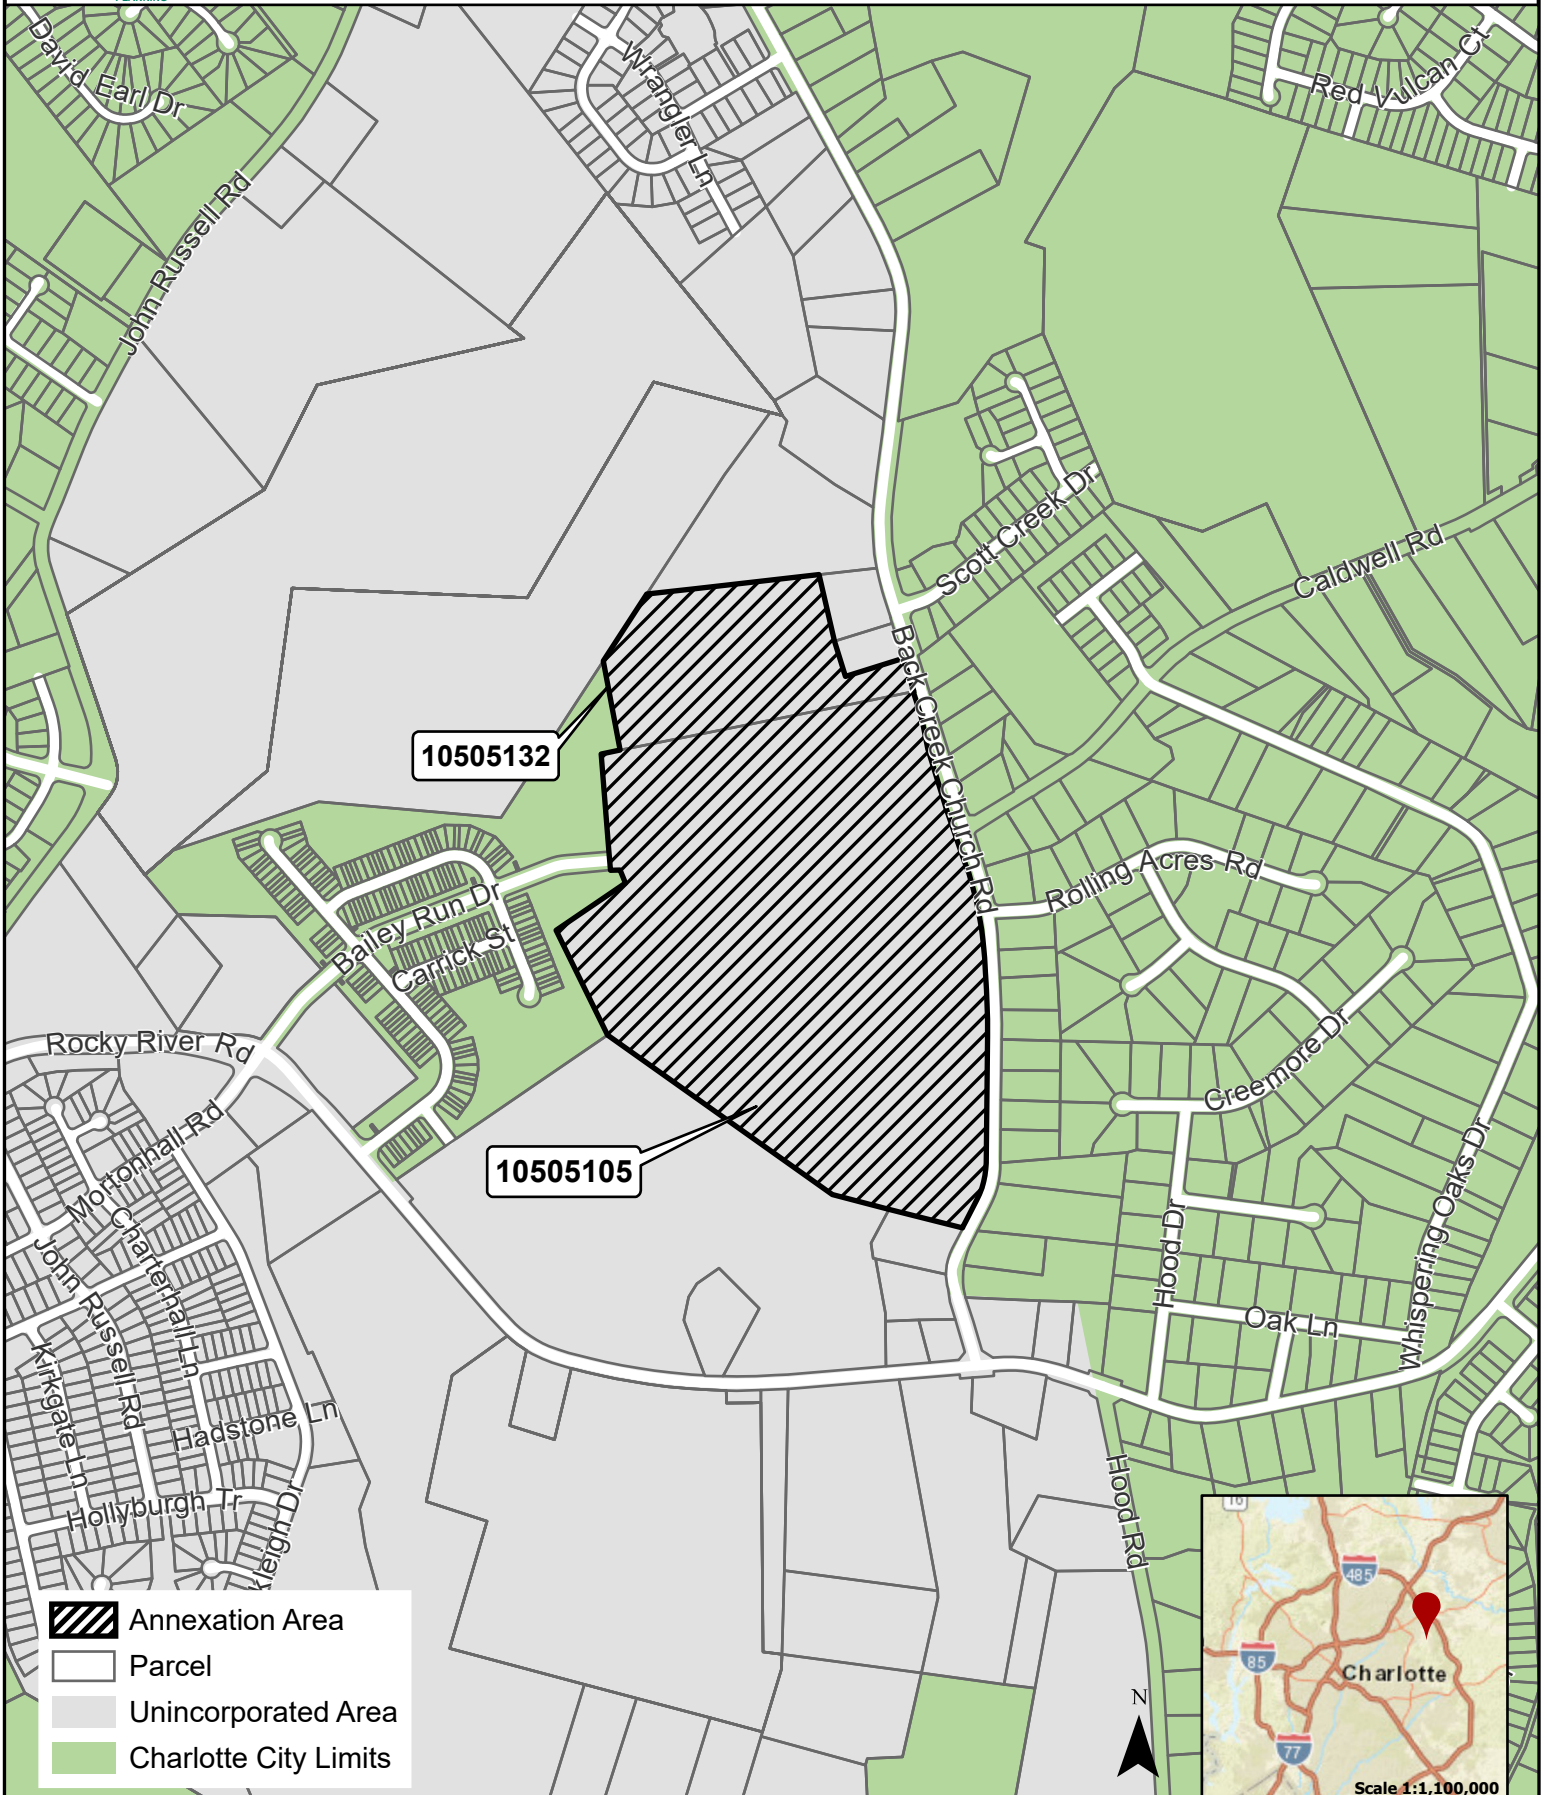 David Earl Dr
Wrangler Ln
Red Vulcan Ct
John Russell Rd
Scott Creek Dr
Caldwell Rd
Back Creek Church Rd
10505132
Rolling Acres Rd
Bailey Run Dr
Carrick St
Rocky River Rd
Creemore Dr
Mortonhall Rd
10505105
Charterhall Ln
John Russell Rd
Hood Dr
Whispering Oaks Dr
Oak Ln
Kirkgate Ln
Hadstone Ln
Hollyburgh Tr
kleigh Dr
Hood Rd
Annexation Area
Parcel
Unincorporated Area
Charlotte City Limits
N
16
485
85
Charlotte
77
Scale 1:1,100,000